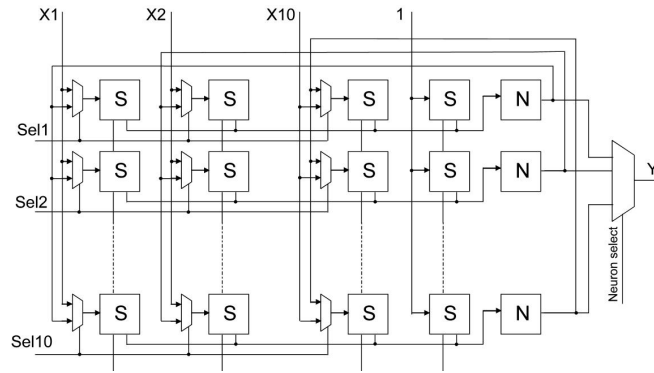 X1 X2 X10 1
S S S S N
Sel1
S S S S N
Y
Sel2
Neuron select
S S S S N
Sel10